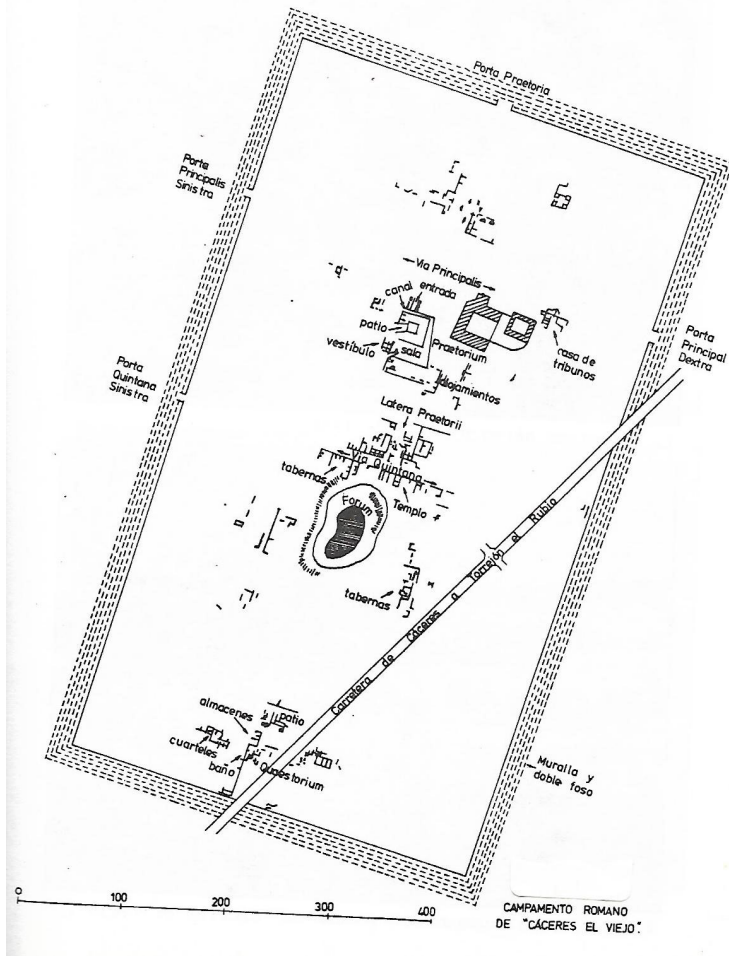 Porta Praetoria
Porta
Principalis
Sinistra
Via Principalis
canal entrada
patio
vestíbulo
sala
Praetorium
alojamientos
casa de
tribunos
Porta
Principal
Dextra
Porta
Quintana
Sinistra
Latera Praetorii
tabernas
Via Quintana
Templo
Forum
tabernas
Carretera de Cáceres a Torrejón el Rubio
almacenes
patio
cuarteles
baño
Quaestorium
Muralla y
doble foso
0 100 200 300 400
CAMPAMENTO ROMANO
DE "CÁCERES EL VIEJO".